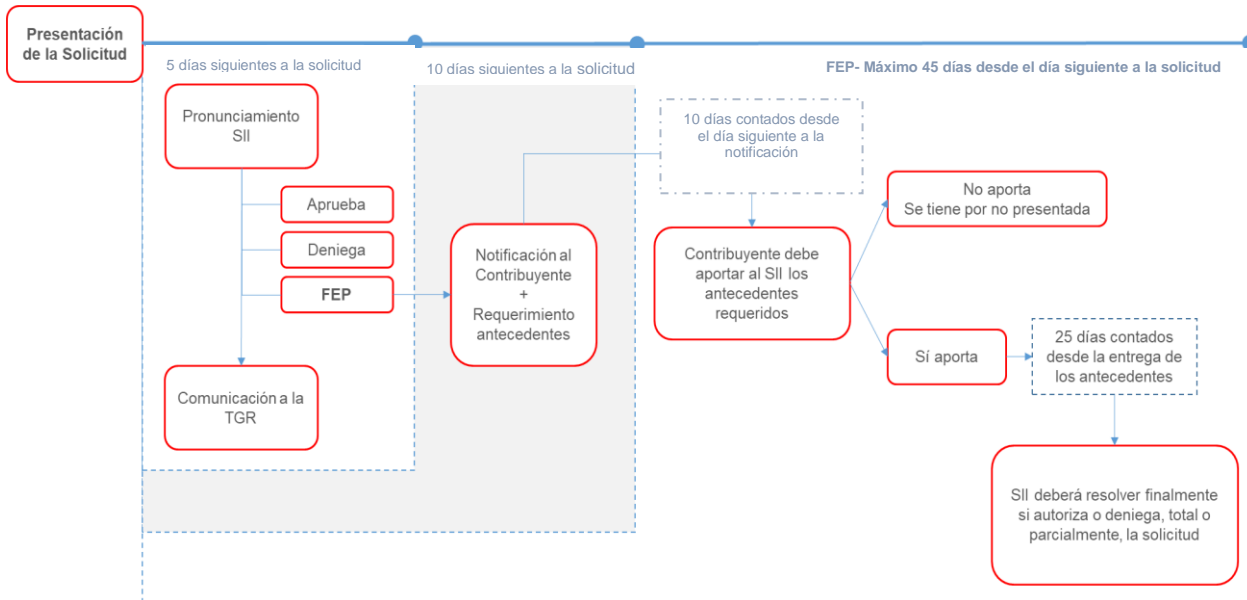 Presentación
de la Solicitud
5 días siguientes a la solicitud
10 días siguientes a la solicitud
FEP- Máximo 45 días desde el día siguiente a la solicitud
Pronunciamiento
SII
Aprueba
Deniega
FEP
Comunicación a la
TGR
Notificación al
Contribuyente
+
Requerimiento
antecedentes
10 días contados desde
el día siguiente a la
notificación
Contribuyente debe
aportar al SII los
antecedentes
requeridos
No aporta
Se tiene por no presentada
Sí aporta
25 días contados
desde la entrega de
los antecedentes
SII deberá resolver finalmente
si autoriza o deniega, total o
parcialmente, la solicitud